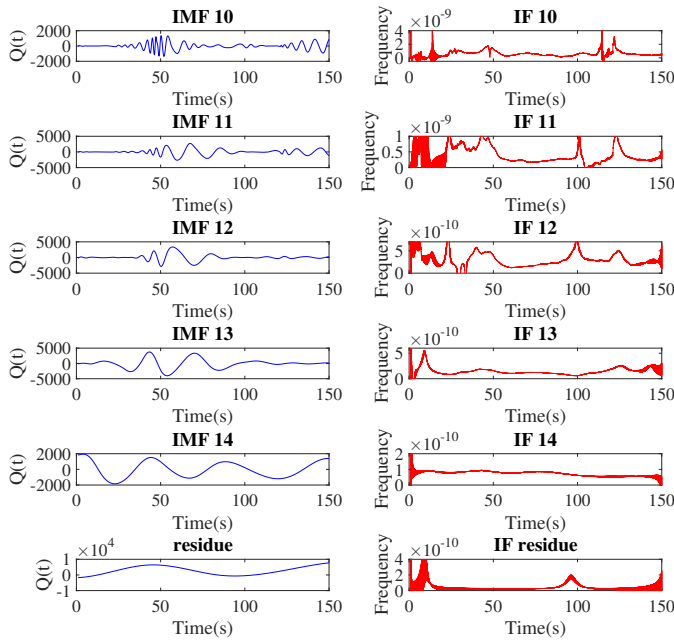 IMF 10
Q(t)
2000
0
-2000
0 50 100 150
Time(s)
IF 10
×10^-9
Frequency
4
2
0
0 50 100 150
Time(s)
IMF 11
Q(t)
5000
0
-5000
0 50 100 150
Time(s)
IF 11
×10^-9
Frequency
1
0.5
0
0 50 100 150
Time(s)
IMF 12
Q(t)
5000
0
-5000
0 50 100 150
Time(s)
IF 12
×10^-10
Frequency
5
0
0 50 100 150
Time(s)
IMF 13
Q(t)
5000
0
-5000
0 50 100 150
Time(s)
IF 13
×10^-10
Frequency
5
0
0 50 100 150
Time(s)
IMF 14
Q(t)
2000
0
-2000
0 50 100 150
Time(s)
IF 14
×10^-10
Frequency
2
1
0
0 50 100 150
Time(s)
residue
×10^4
Q(t)
1
0
-1
0 50 100 150
Time(s)
IF residue
×10^-10
Frequency
4
2
0
0 50 100 150
Time(s)